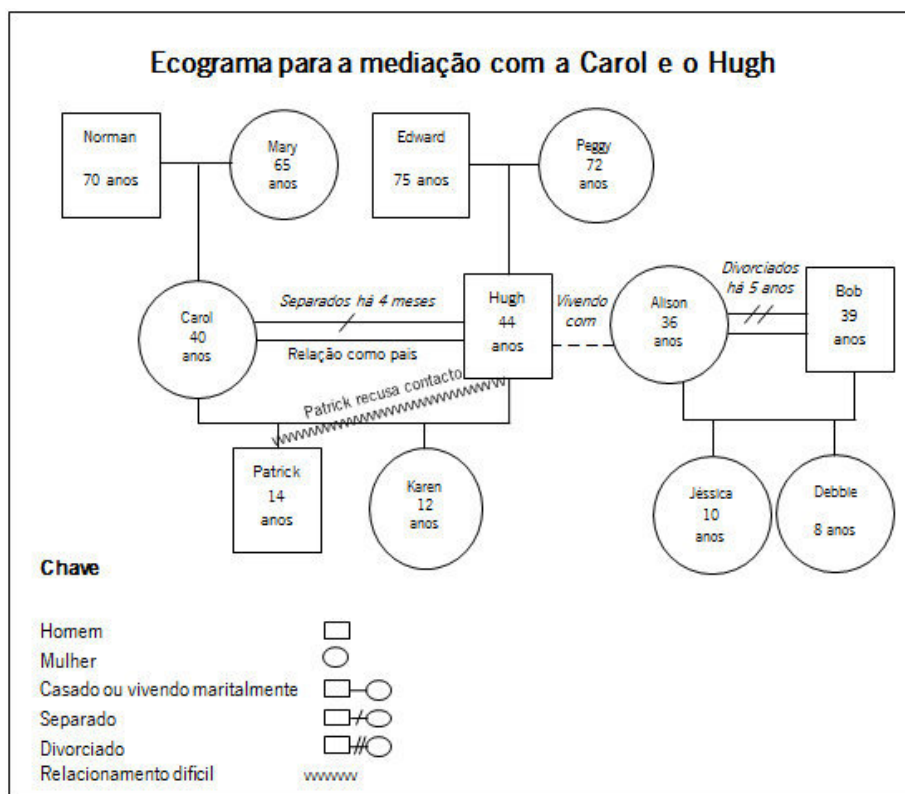 Ecograma para a mediação com a Carol e o Hugh
Norman
70 anos
Mary
65
anos
Edward
75 anos
Peggy
72
anos
Carol
40
anos
Separados há 4 meses
Relação como pais
Hugh
44
anos
Vivendo
com
Alison
36
anos
Divorciados
há 5 anos
Bob
39
anos
Patrick recusa contacto
Patrick
14
anos
Karen
12
anos
Jéssica
10
anos
Debbie
8 anos
Chave
Homem
Mulher
Casado ou vivendo maritalmente
Separado
Divorciado
Relacionamento dificil